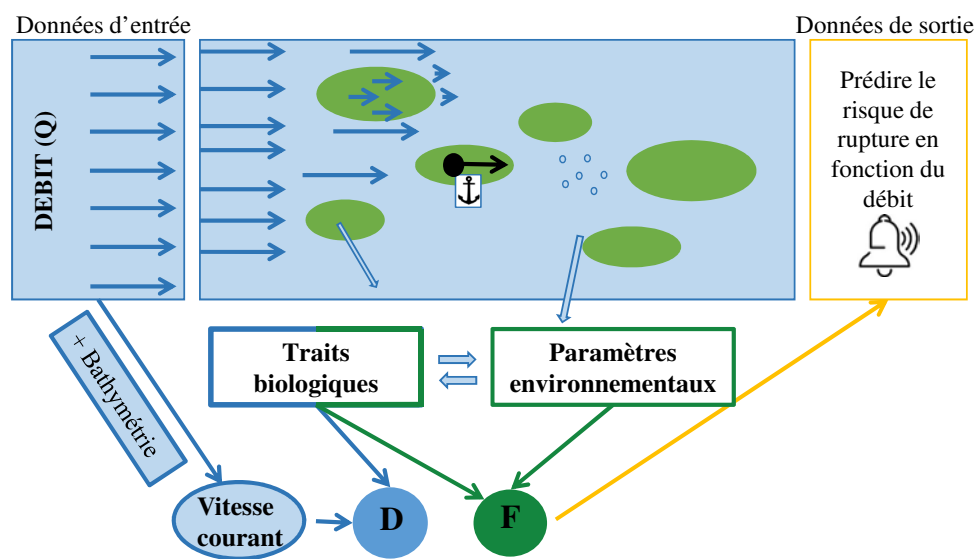 Données d'entrée
Données de sortie
DEBIT (Q)
Prédire le
risque de
rupture en
fonction du
débit
+ Bathymétrie
Traits
biologiques
Paramètres
environnementaux
Vitesse
courant
D
F